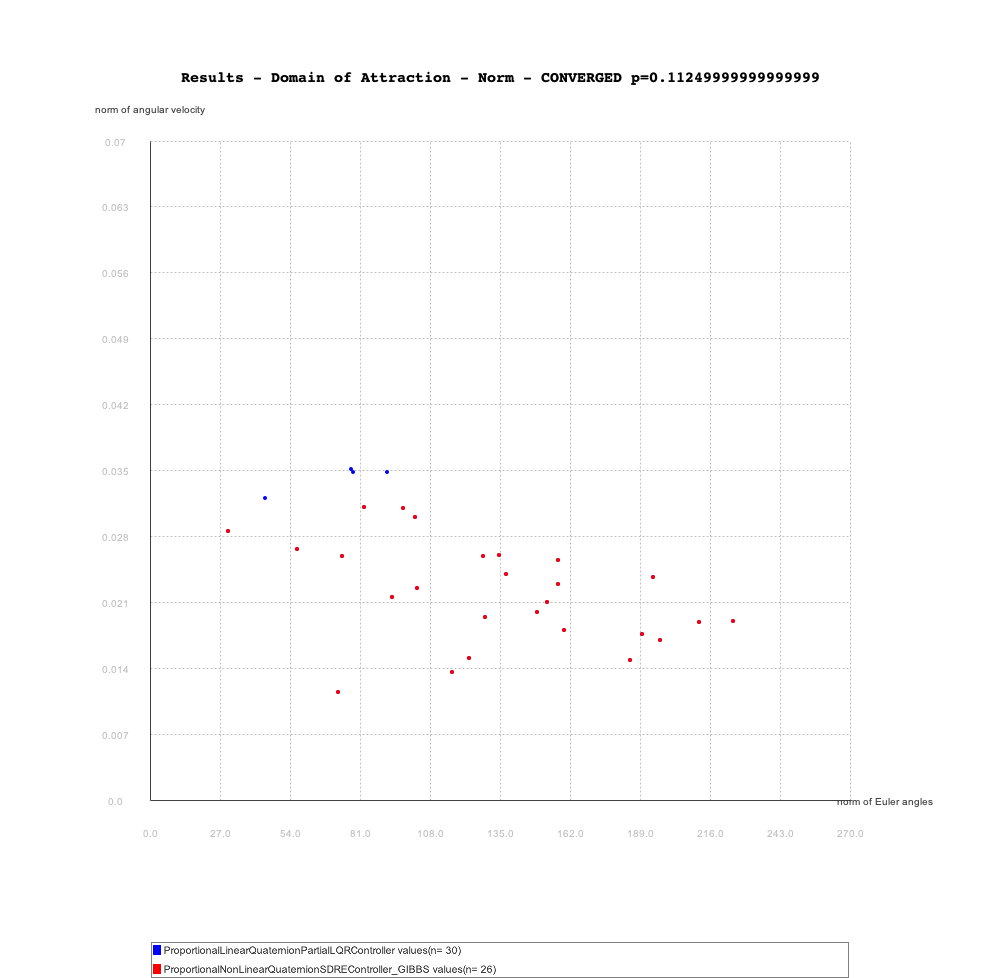 Results - Domain of Attraction - Norm - CONVERGED p=0.11249999999999999
norm of angular velocity
0.07
0.063
0.056
0.049
0.042
0.035
0.028
0.021
0.014
0.007
0.0
norm of Euler angles
0.0 27.0 54.0 81.0 108.0 135.0 162.0 189.0 216.0 243.0 270.0
ProportionalLinearQuaternionPartialLQRController values(n= 30)
ProportionalNonLinearQuaternionSDREController_GIBBS values(n= 26)